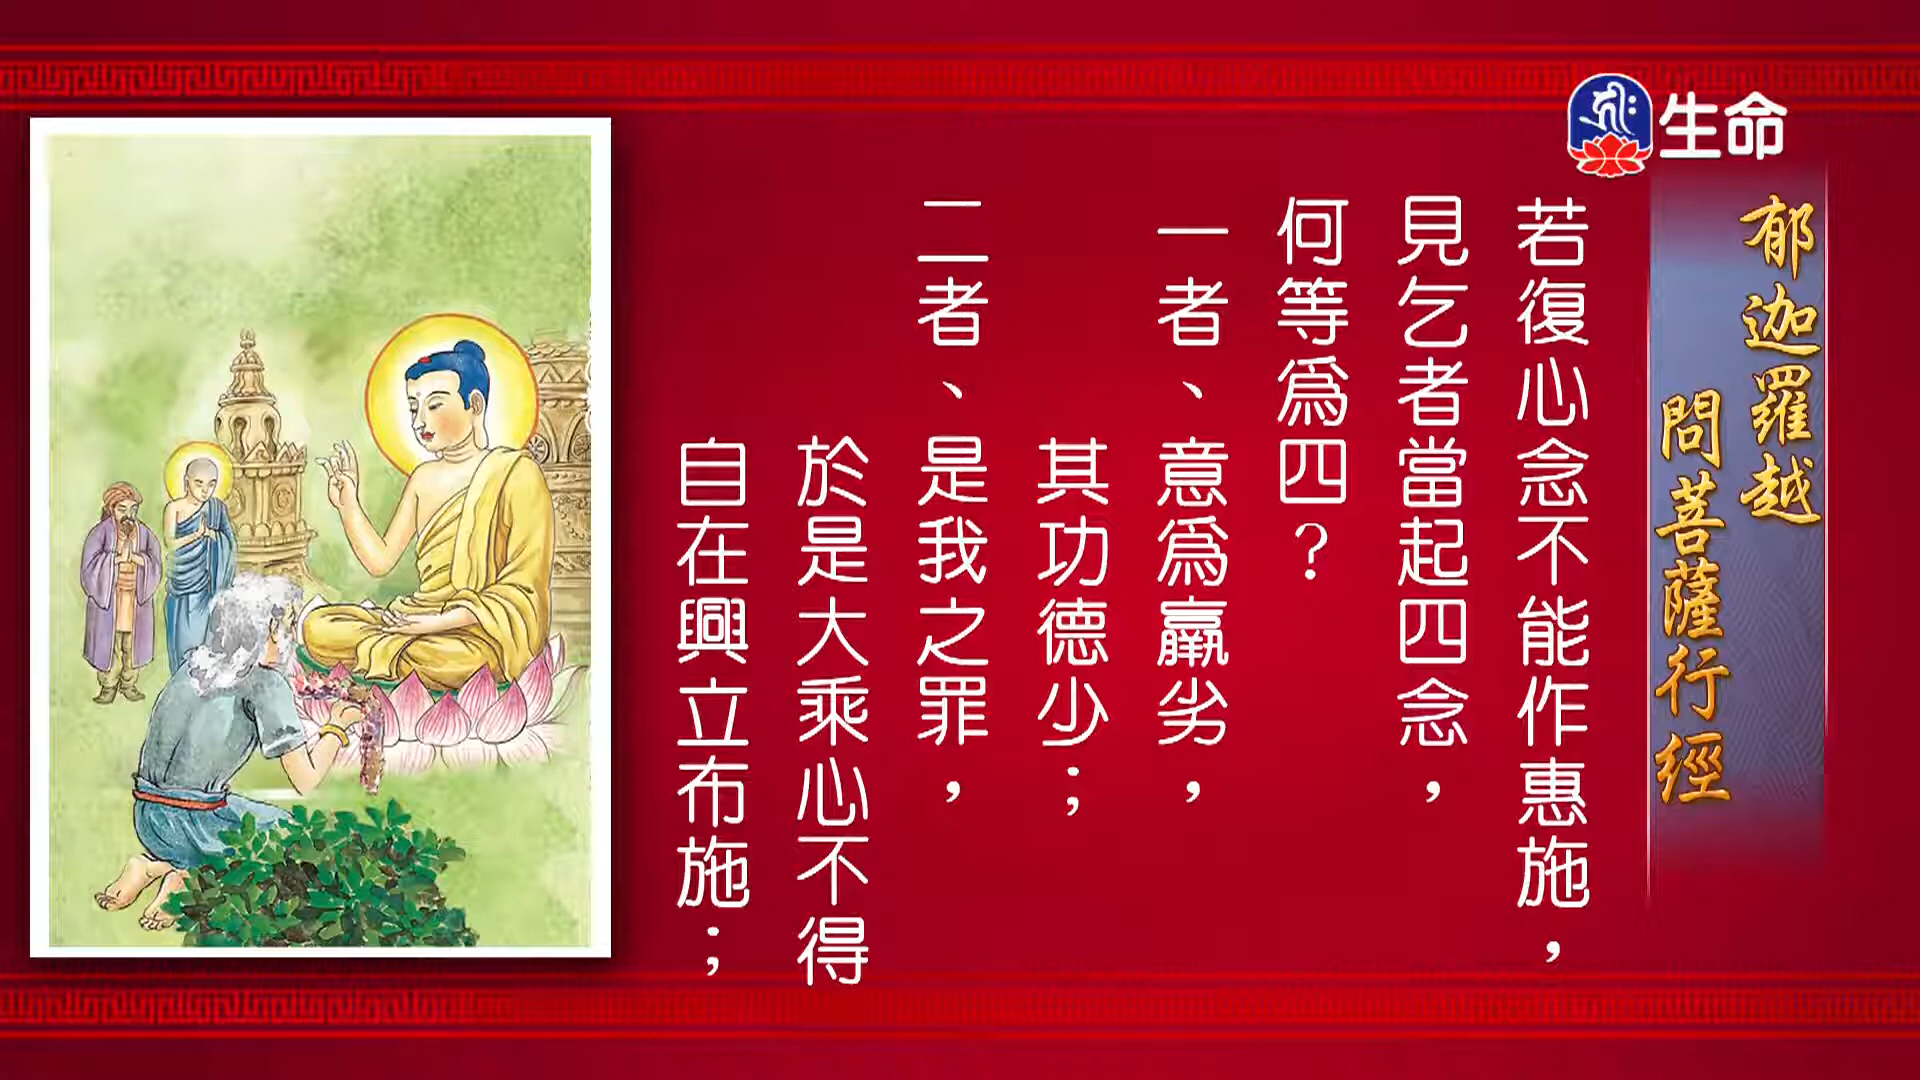 生命
郁迦羅越
問菩薩行經
若復心念不能作惠施，
見乞者當起四念，
何等爲四？
一者、意爲羸劣，
其功德少；
二者、是我之罪，
於是大乘心不得
自在興立布施；